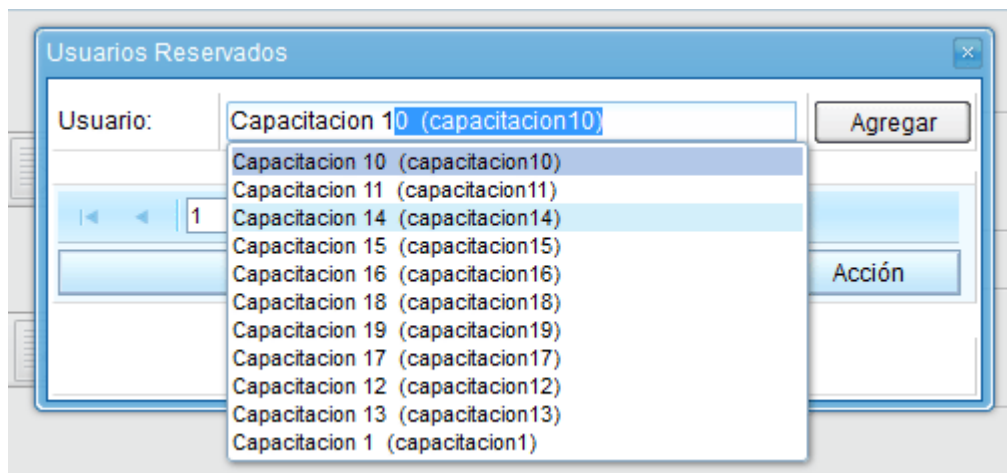 Usuarios Reservados
Usuario: Capacitacion 10 (capacitacion10) Agregar
Capacitacion 10 (capacitacion10)
Capacitacion 11 (capacitacion11)
Capacitacion 14 (capacitacion14)
1
Capacitacion 15 (capacitacion15)
Capacitacion 16 (capacitacion16)
Acción
Capacitacion 18 (capacitacion18)
Capacitacion 19 (capacitacion19)
Capacitacion 17 (capacitacion17)
Capacitacion 12 (capacitacion12)
Capacitacion 13 (capacitacion13)
Capacitacion 1 (capacitacion1)